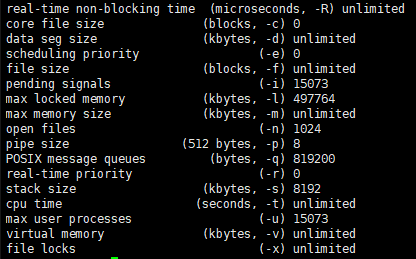 real-time non-blocking time  (microseconds, -R) unlimited
core file size              (blocks, -c) 0
data seg size               (kbytes, -d) unlimited
scheduling priority                 (-e) 0
file size                   (blocks, -f) unlimited
pending signals                     (-i) 15073
max locked memory           (kbytes, -l) 497764
max memory size             (kbytes, -m) unlimited
open files                          (-n) 1024
pipe size                (512 bytes, -p) 8
POSIX message queues         (bytes, -q) 819200
real-time priority                  (-r) 0
stack size                  (kbytes, -s) 8192
cpu time                   (seconds, -t) unlimited
max user processes                  (-u) 15073
virtual memory              (kbytes, -v) unlimited
file locks                          (-x) unlimited